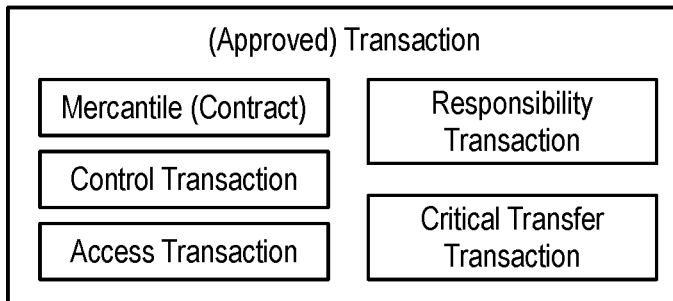 (Approved) Transaction
Mercantile (Contract)
Control Transaction
Access Transaction
Responsibility
Transaction
Critical Transfer
Transaction